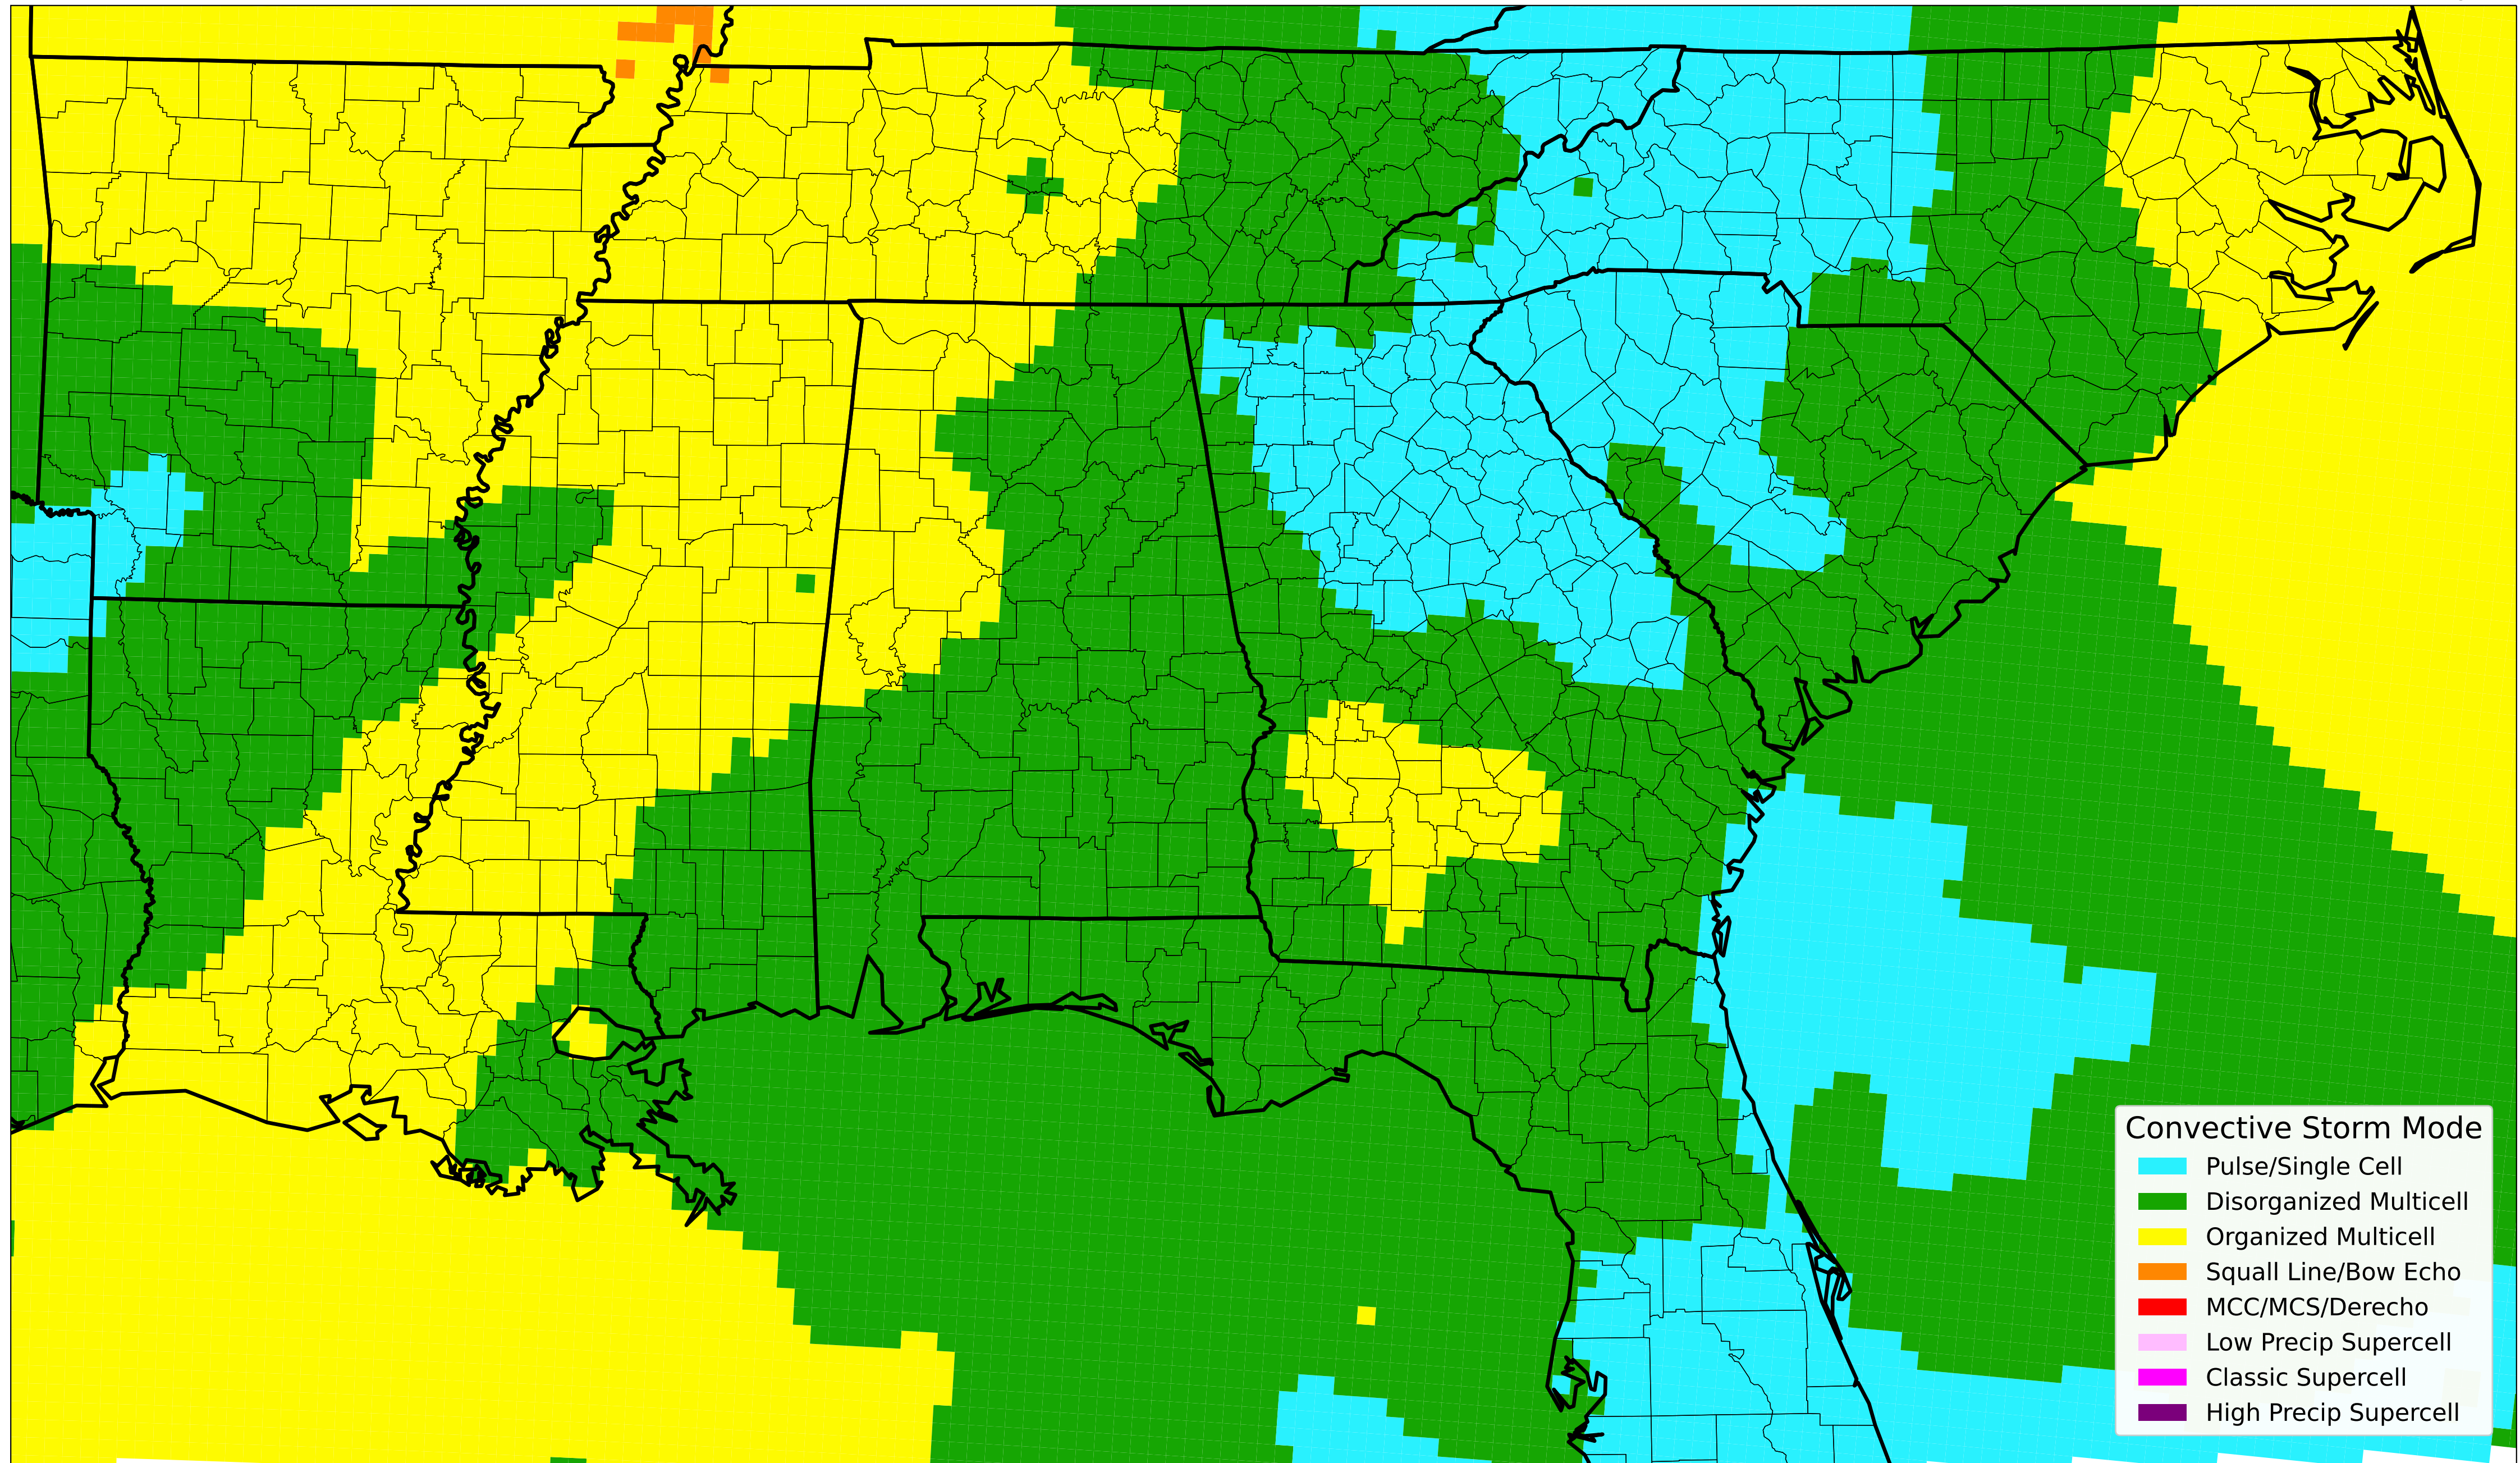 Convective Storm Mode
Pulse/Single Cell
Disorganized Multicell
Organized Multicell
Squall Line/Bow Echo
MCC/MCS/Derecho
Low Precip Supercell
Classic Supercell
High Precip Supercell